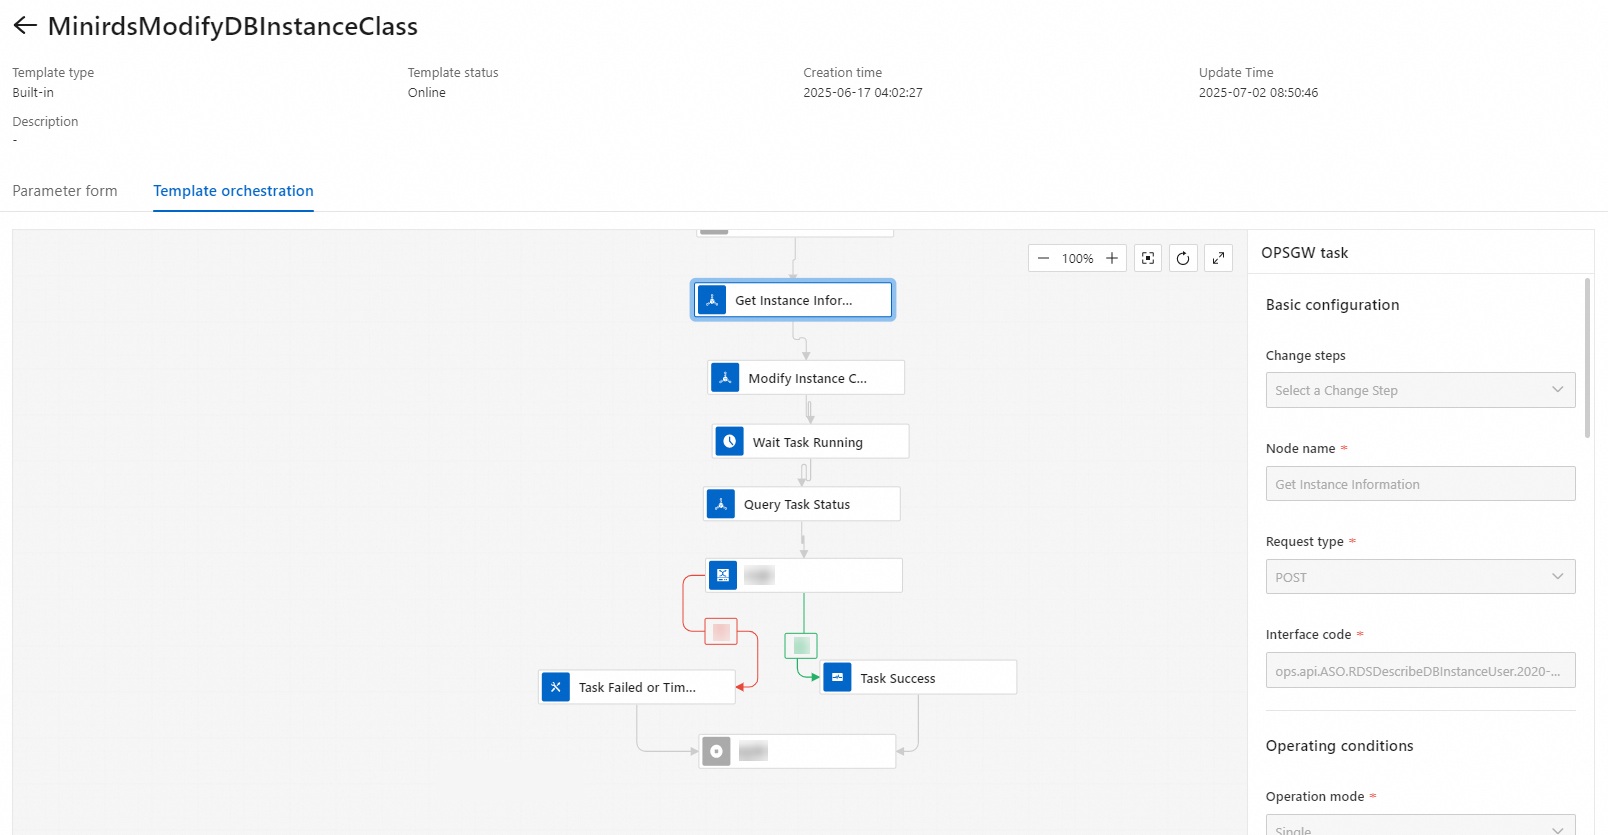 MinirdsModifyDBInstanceClass
Template type
Built-in
Template status
Online
Creation time
2025-06-17 04:02:27
Update Time
2025-07-02 08:50:46
Description
-
Parameter form
Template orchestration
100%
Get Instance Infor...
Modify Instance C...
Wait Task Running
Query Task Status
Task Failed or Tim...
Task Success
OPSGW task
Basic configuration
Change steps
Select a Change Step
Node name *
Get Instance Information
Request type *
POST
Interface code *
ops.api.ASO.RDSDescribeDBInstanceUser.2020-...
Operating conditions
Operation mode *
Single